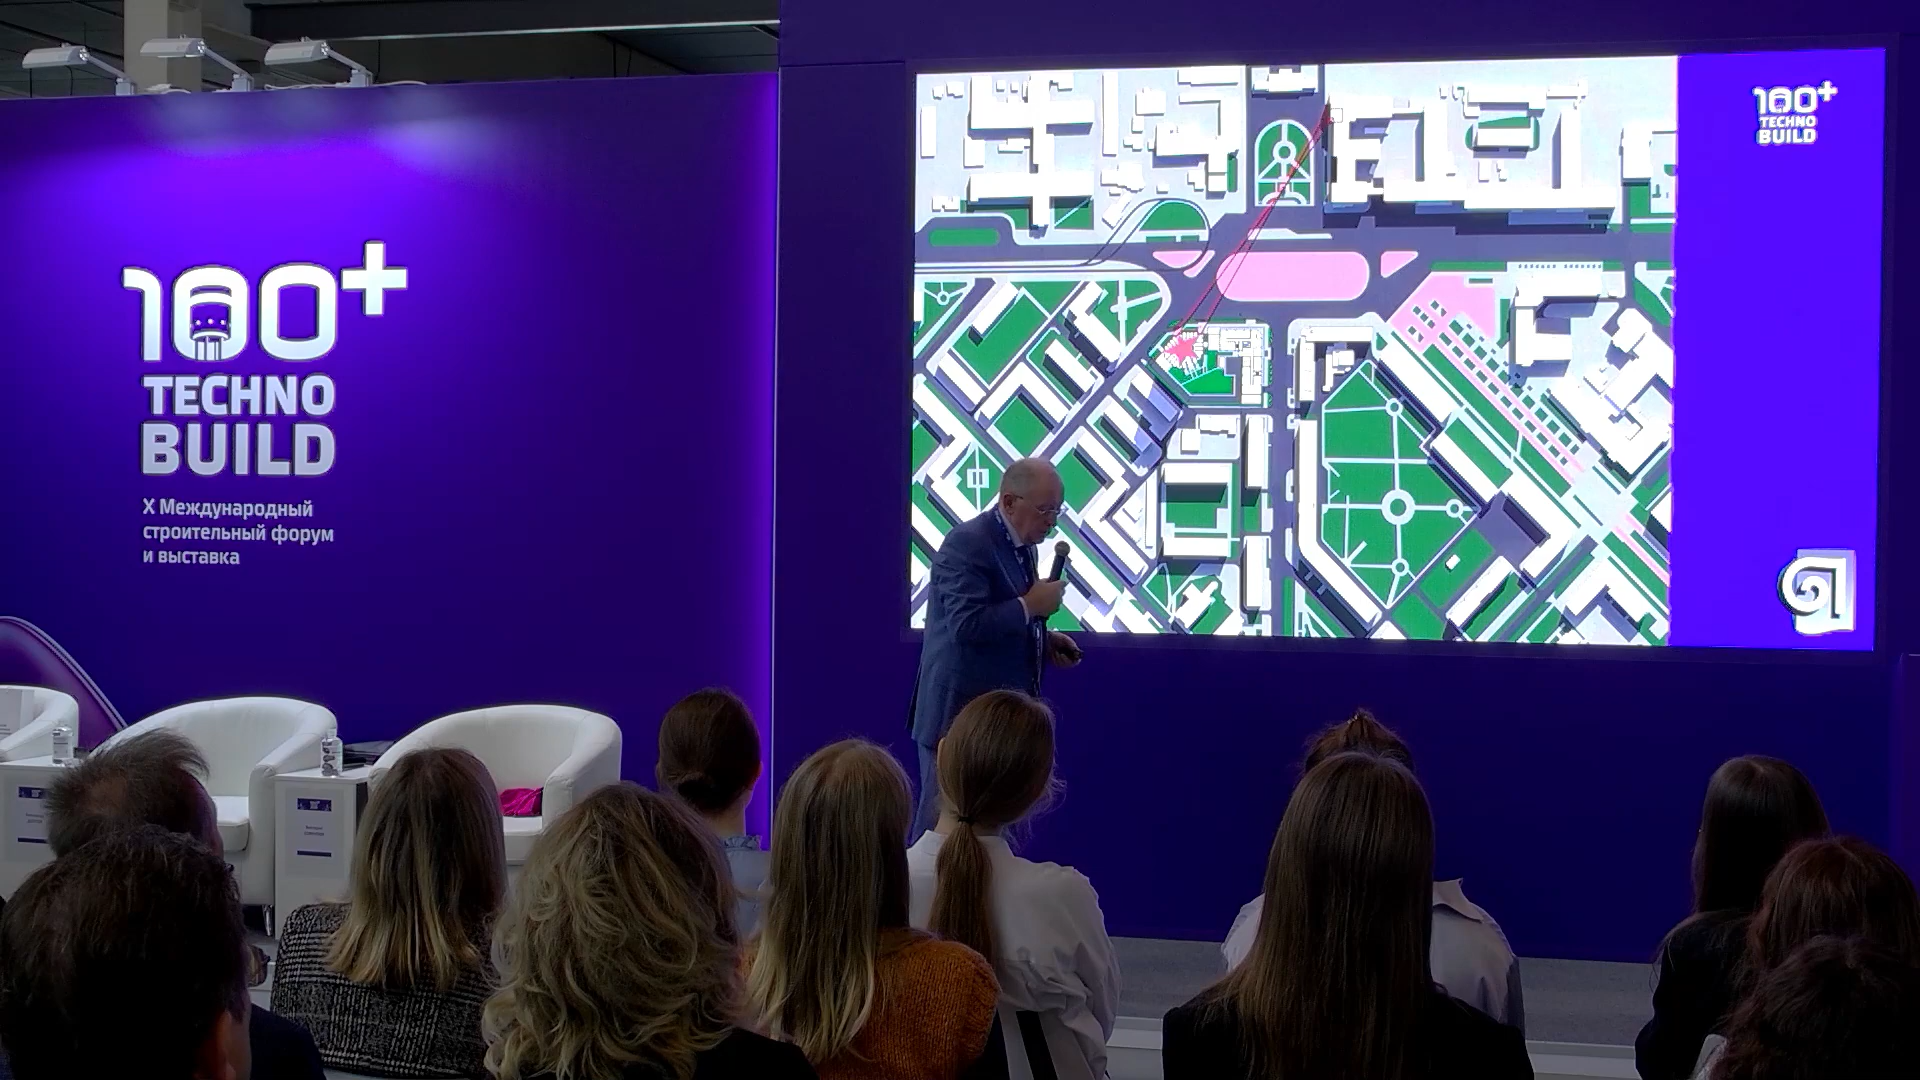 100+
TECHNO
BUILD
X Международный
строительный форум
и выставка
100+
TECHNO
BUILD